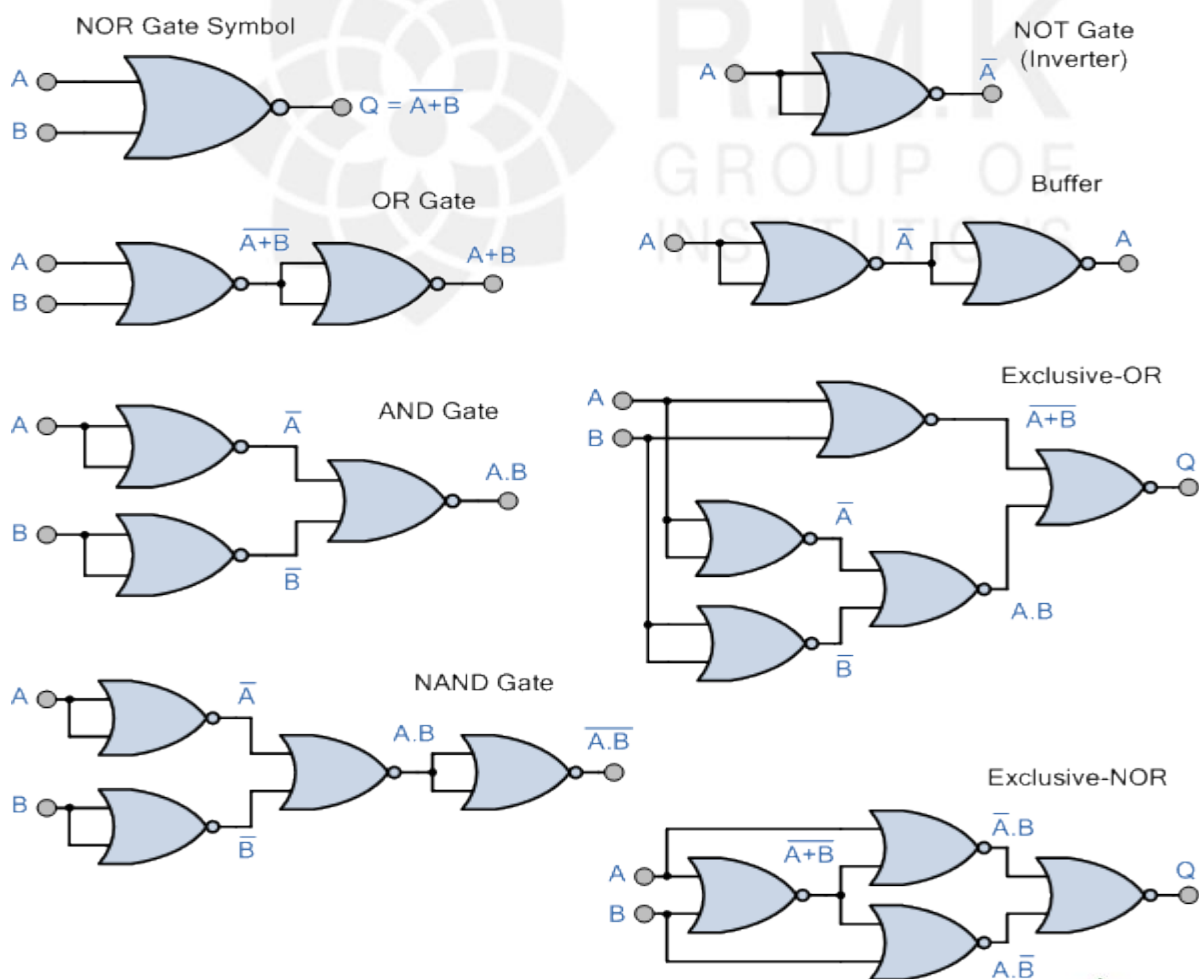 NOR Gate Symbol
A
B
Q = A̅+̅B̅
NOT Gate
(Inverter)
A
A̅
R.M.K
GROUP OF
INSTITUTIONS
OR Gate
A
B
A̅+̅B̅
A+B
Buffer
A
A̅
A
AND Gate
A
B
A̅
B̅
A.B
Exclusive-OR
A
B
A̅+̅B̅
A̅
B̅
A.B
Q
NAND Gate
A
B
A̅
B̅
A.B
A̅.̅B̅
Exclusive-NOR
A
B
A̅+̅B̅
A̅.B
A.B̅
Q